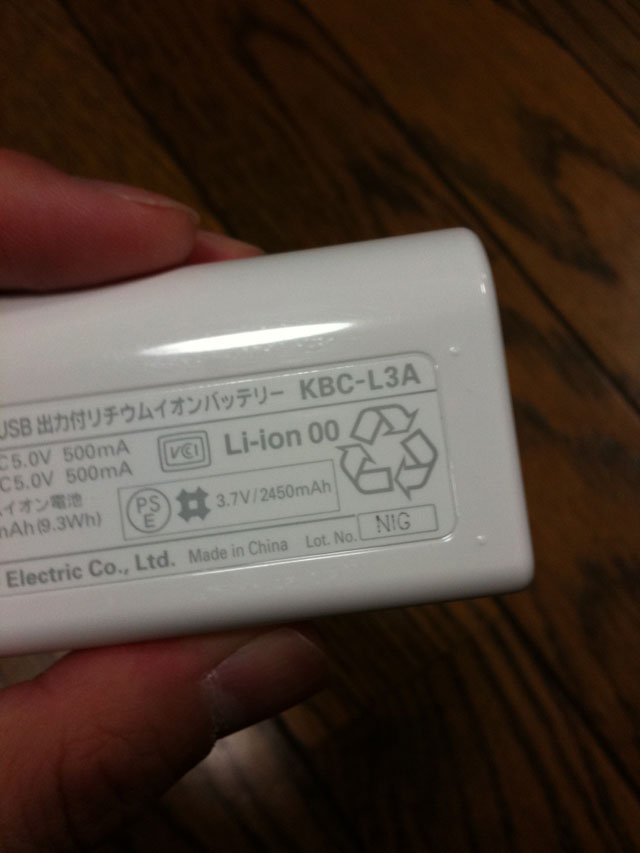 USB 出力付リチウムイオンバッテリー KBC-L3A
C5.0V 500mA
C5.0V 500mA
VCCI
Li-ion 00
イオン電池
mAh(9.3Wh)
PS
E
3.7V/2450mAh
Electric Co., Ltd. Made in China Lot. No. NIG